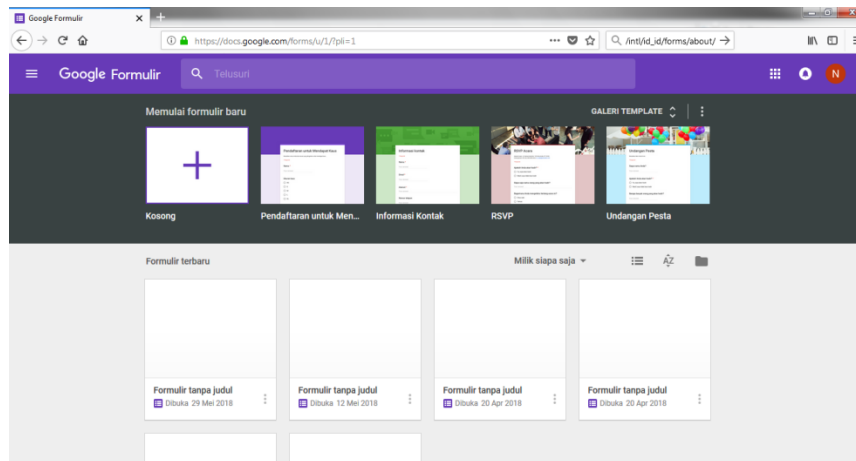 Google Formulir
https://docs.google.com/forms/u/1/?pli=1
/intl/id_id/forms/about/
Google Formulir
Telusuri
N
Memulai formulir baru
GALERI TEMPLATE
Kosong
Pendaftaran untuk Men...
Informasi Kontak
RSVP
Undangan Pesta
Formulir terbaru
Milik siapa saja
AZ
Formulir tanpa judul
Dibuka 29 Mei 2018
Formulir tanpa judul
Dibuka 12 Mei 2018
Formulir tanpa judul
Dibuka 20 Apr 2018
Formulir tanpa judul
Dibuka 20 Apr 2018